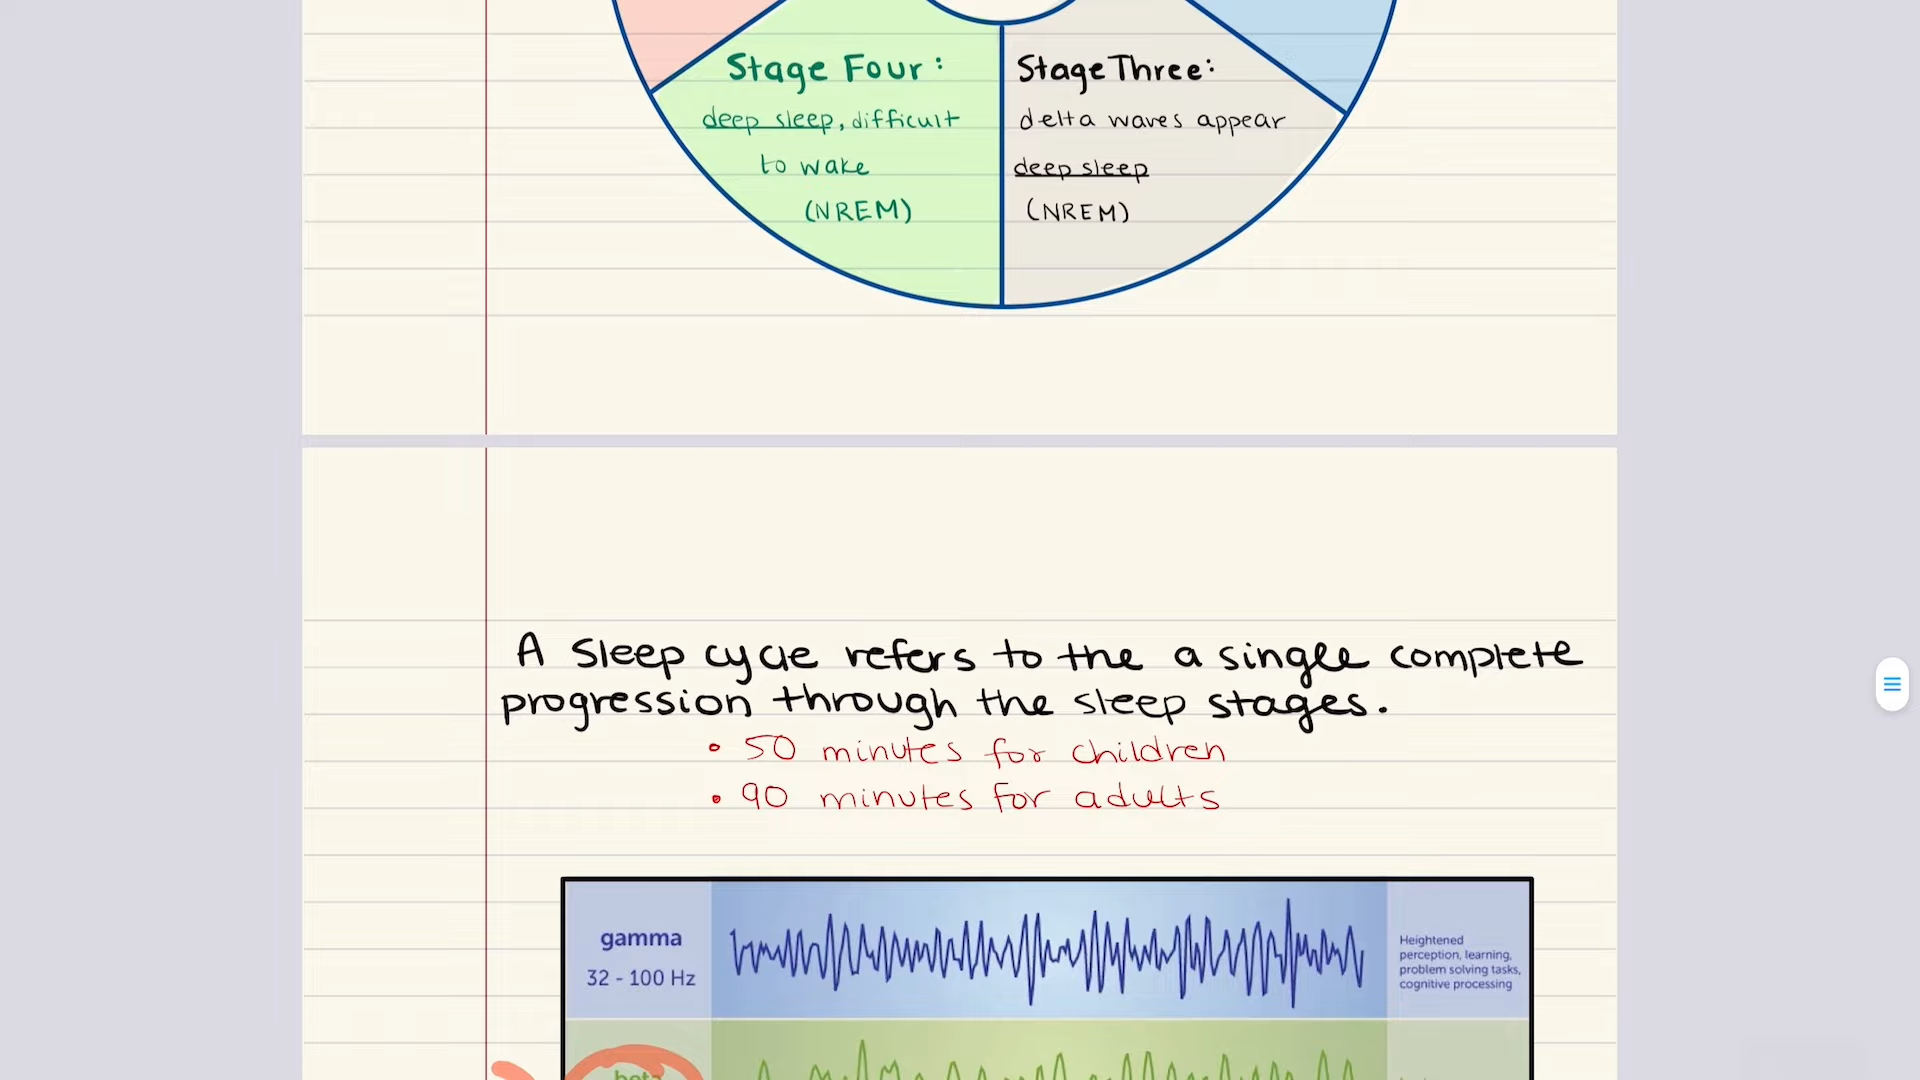 Stage Four:
deep sleep, difficult
to wake
(NREM)
Stage Three:
delta waves appear
deep sleep
(NREM)
A sleep cycle refers to the a single complete
progression through the sleep stages.
• 50 minutes for children
• 90 minutes for adults
gamma
32 - 100 Hz
Heightened
perception, learning,
problem solving tasks,
cognitive processing
beta